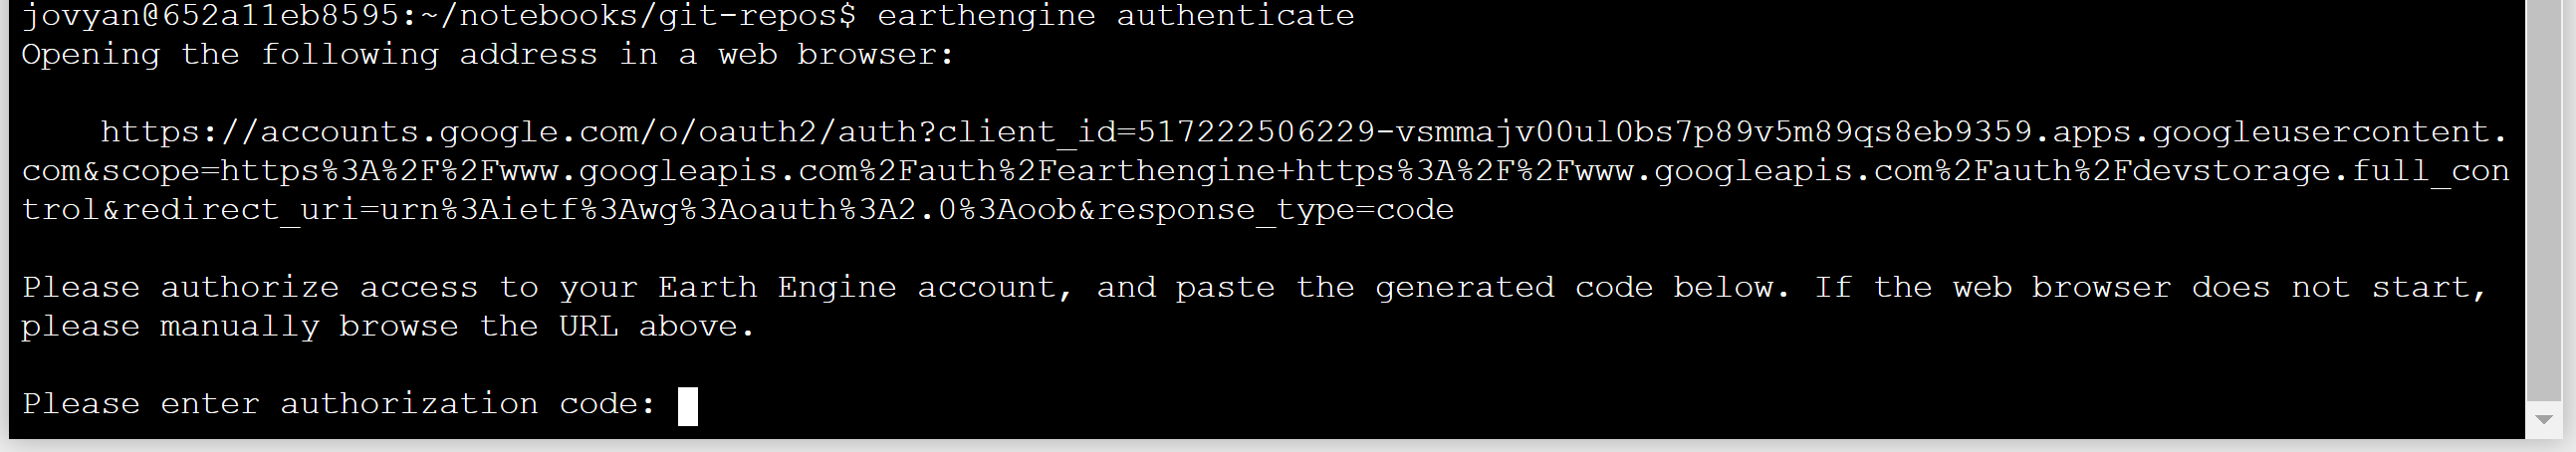 jovyan@652a11eb8595:~/notebooks/git-repos$ earthengine authenticate
Opening the following address in a web browser:
https://accounts.google.com/o/oauth2/auth?client_id=517222506229-vsmmajv00ul0bs7p89v5m89qs8eb9359.apps.googleusercontent.
com&scope=https%3A%2F%2Fwww.googleapis.com%2Fauth%2Fearthengine+https%3A%2F%2Fwww.googleapis.com%2Fauth%2Fdevstorage.full_con
trol&redirect_uri=urn%3Aietf%3Awg%3Aoauth%3A2.0%3Aoob&response_type=code
Please authorize access to your Earth Engine account, and paste the generated code below. If the web browser does not start,
please manually browse the URL above.
Please enter authorization code: